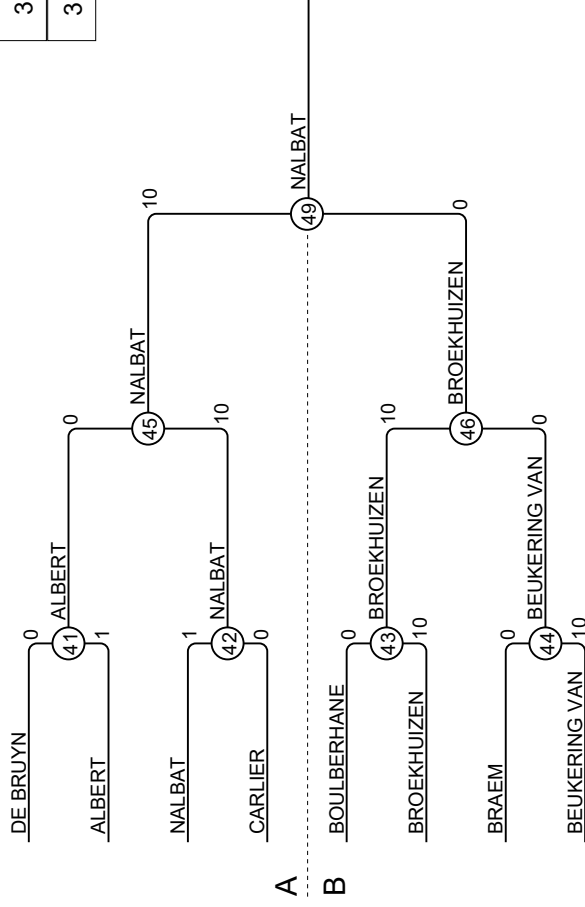 3
3
DE BRUYN
0
41
ALBERT
1
ALBERT
0
NALBAT
1
42
CARLIER
0
NALBAT
10
45
NALBAT
10
A
B
49
NALBAT
BOULBERHANE
0
43
BROEKHUIZEN
10
BROEKHUIZEN
10
BRAEM
0
44
BEUKERING VAN
10
BEUKERING VAN
0
46
BROEKHUIZEN
0